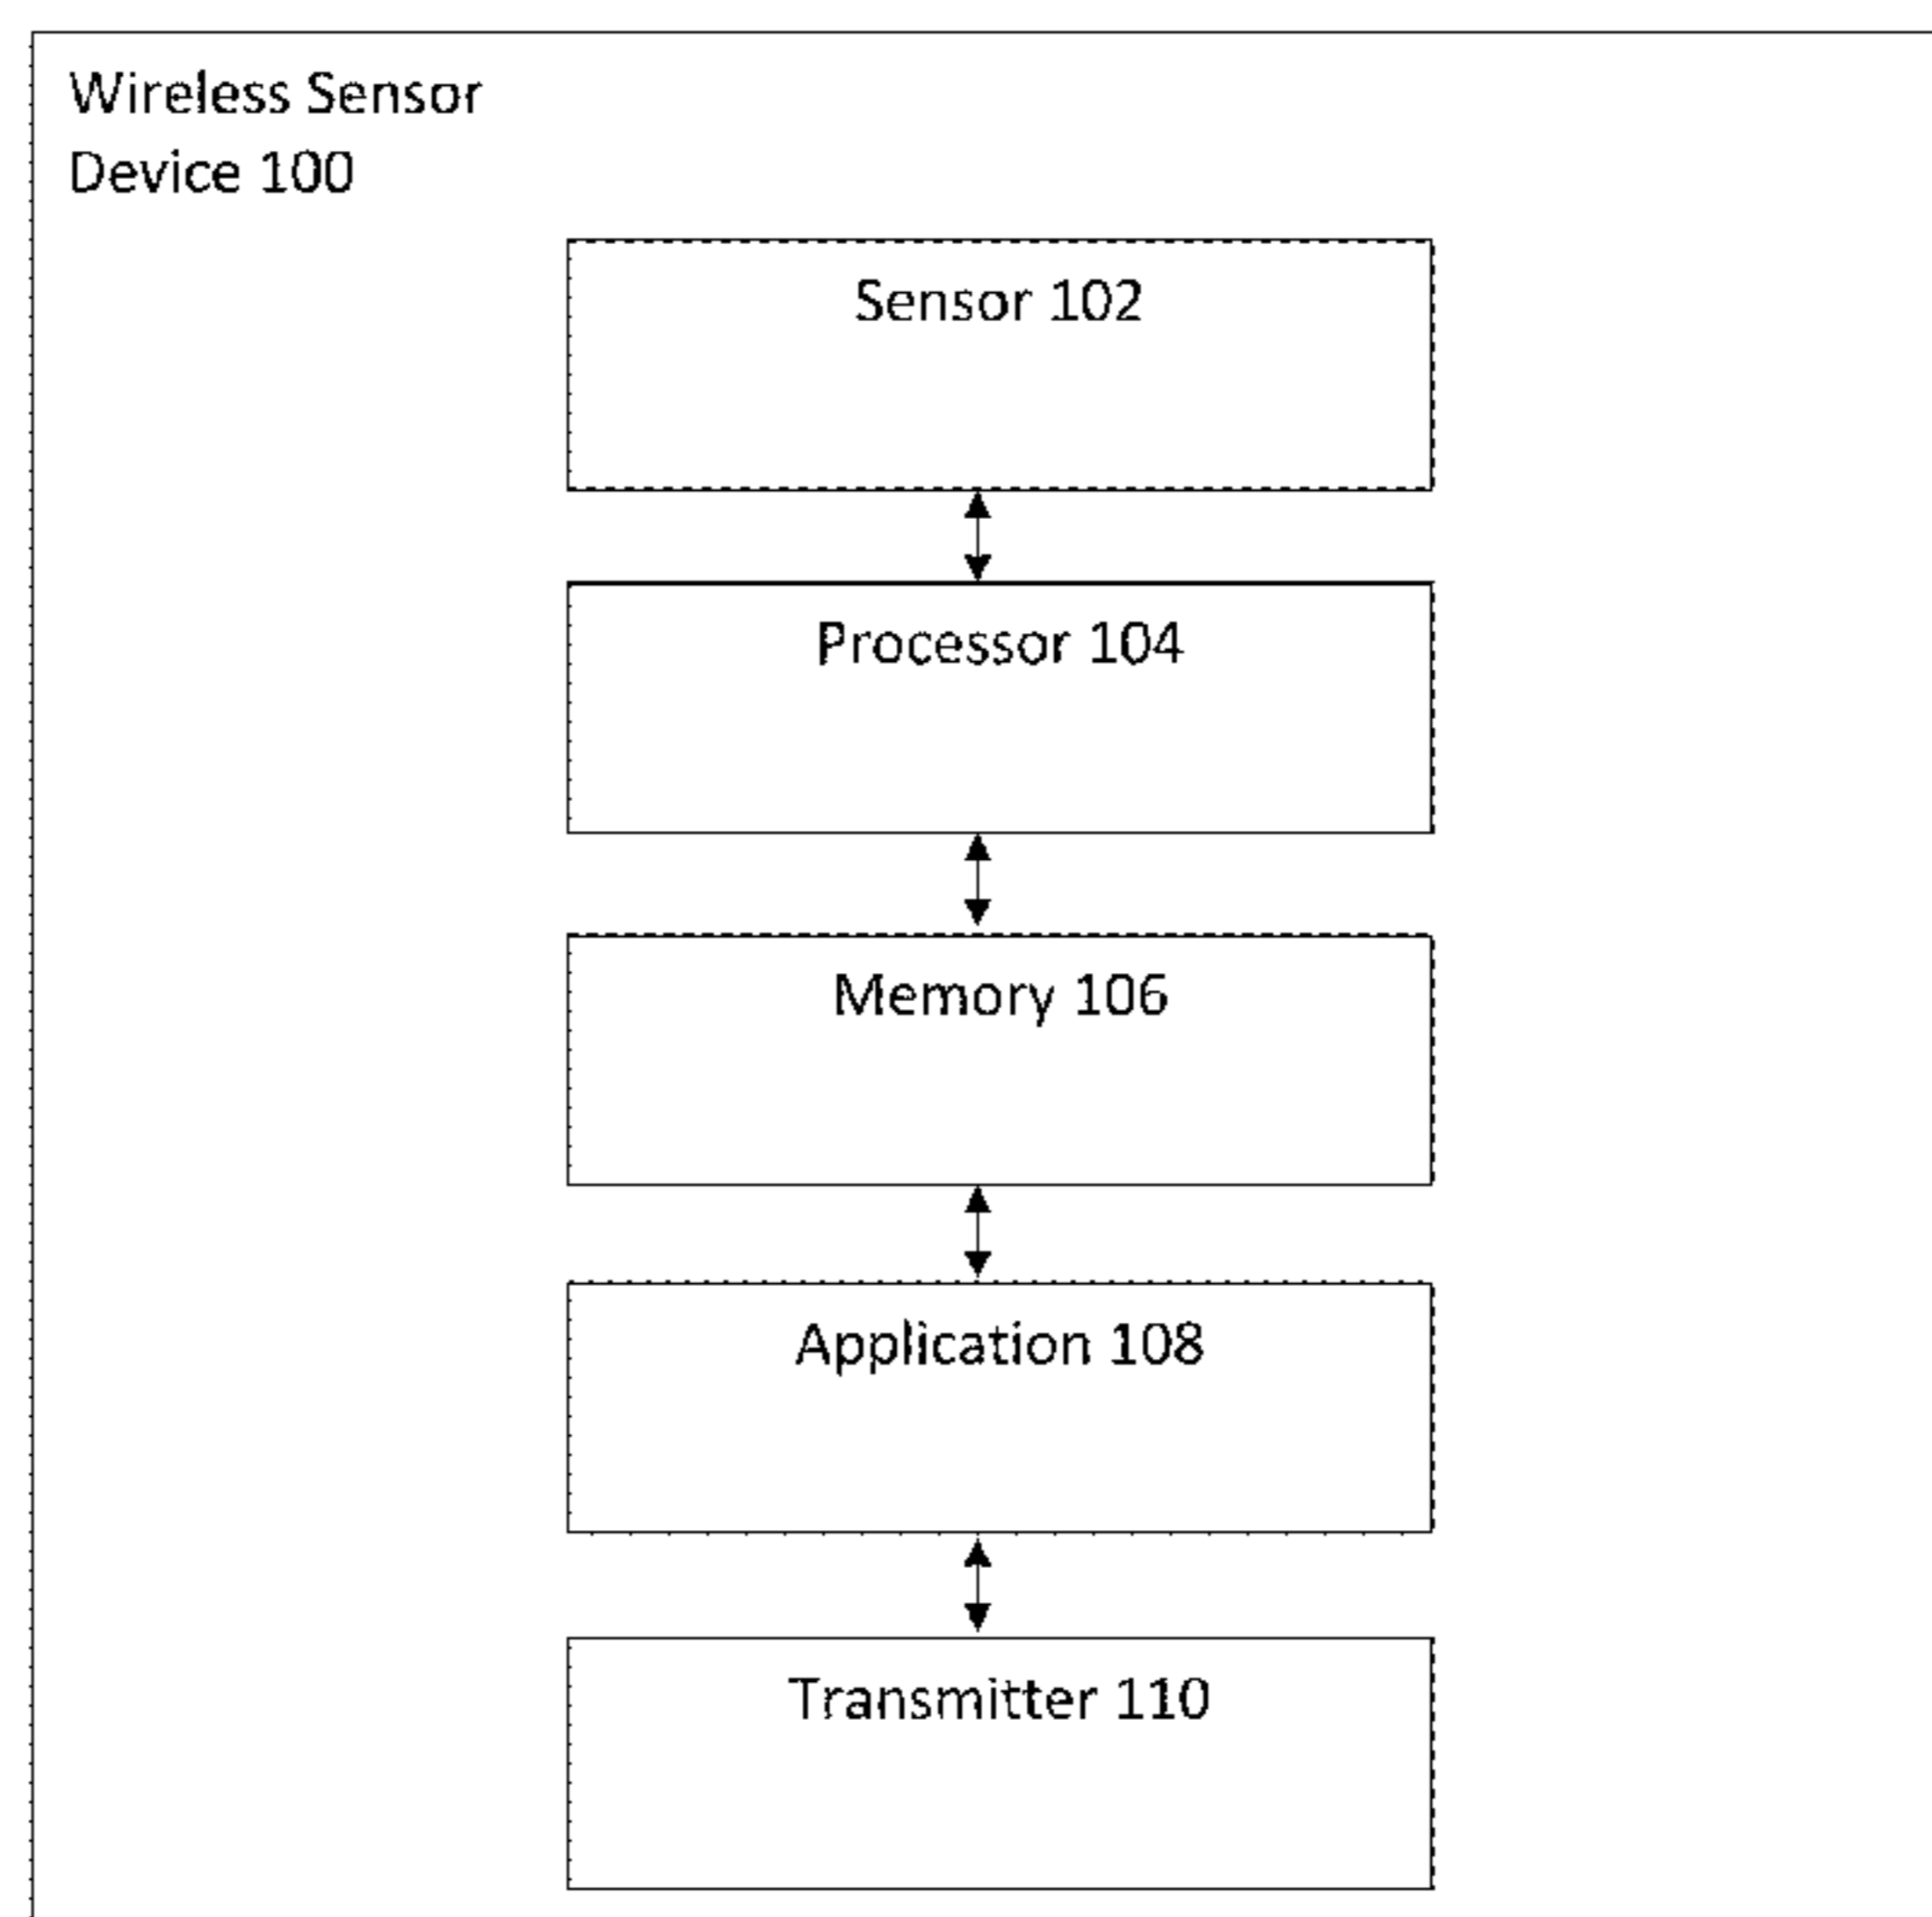 Wireless Sensor
Device 100
Sensor 102
Processor 104
Memory 106
Application 108
Transmitter 110